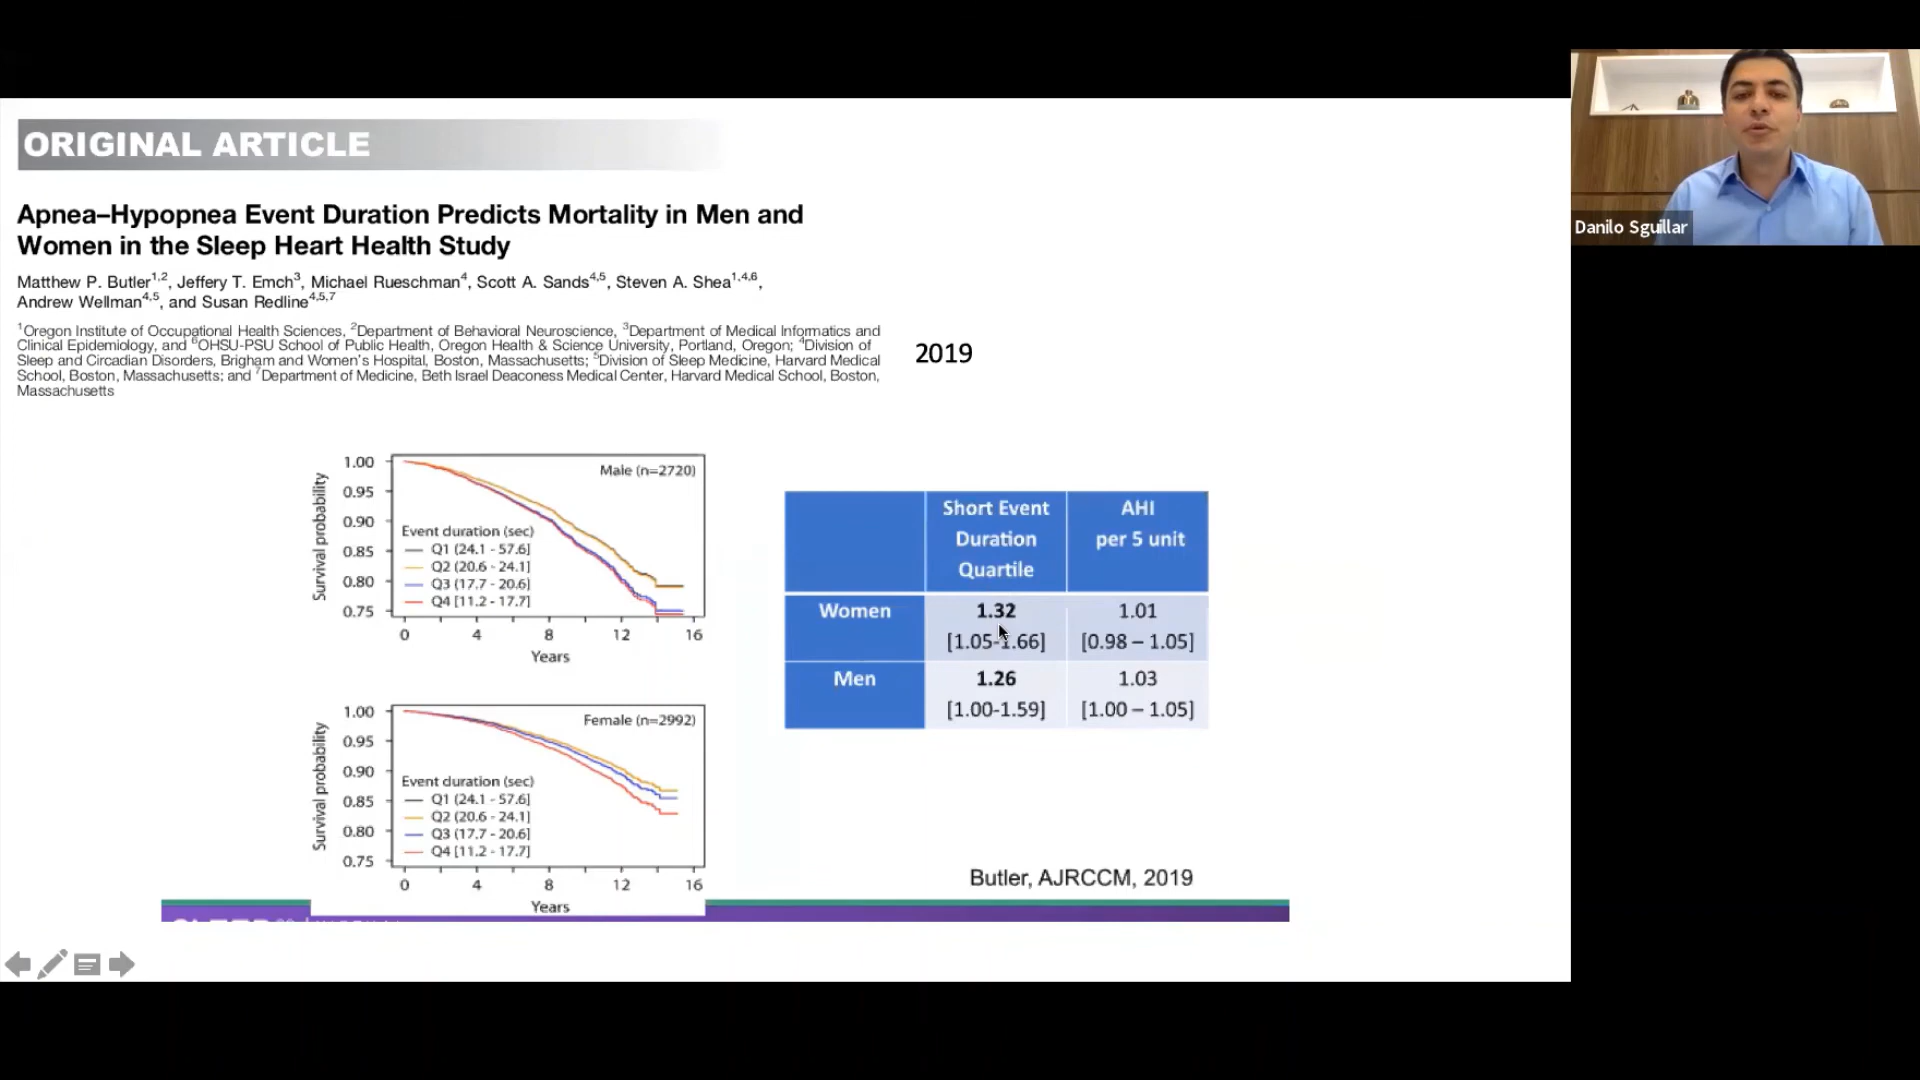 ORIGINAL ARTICLE
Apnea–Hypopnea Event Duration Predicts Mortality in Men and
Women in the Sleep Heart Health Study
Matthew P. Butler1,2, Jeffery T. Emch3, Michael Rueschman4, Scott A. Sands4,5, Steven A. Shea1,4,6,
Andrew Wellman4,5, and Susan Redline4,5,7
1Oregon Institute of Occupational Health Sciences, 2Department of Behavioral Neuroscience, 3Department of Medical Informatics and
Clinical Epidemiology, and 6OHSU-PSU School of Public Health, Oregon Health & Science University, Portland, Oregon; 4Division of
Sleep and Circadian Disorders, Brigham and Women's Hospital, Boston, Massachusetts; 5Division of Sleep Medicine, Harvard Medical
School, Boston, Massachusetts; and 7Department of Medicine, Beth Israel Deaconess Medical Center, Harvard Medical School, Boston,
Massachusetts
2019
Danilo Sguillar
Survival probability
1.00
0.95
0.90
0.85
0.80
0.75
Male (n=2720)
Event duration (sec)
Q1 (24.1 - 57.6]
Q2 (20.6 - 24.1]
Q3 (17.7 - 20.6]
Q4 [11.2 - 17.7]
0 4 8 12 16
Years
Survival probability
1.00
0.95
0.90
0.85
0.80
0.75
Female (n=2992)
Event duration (sec)
Q1 (24.1 - 57.6]
Q2 (20.6 - 24.1]
Q3 (17.7 - 20.6]
Q4 [11.2 - 17.7]
0 4 8 12 16
Years
Short Event
Duration
Quartile
AHI
per 5 unit
Women
1.32
[1.05-1.66]
1.01
[0.98 – 1.05]
Men
1.26
[1.00-1.59]
1.03
[1.00 – 1.05]
Butler, AJRCCM, 2019